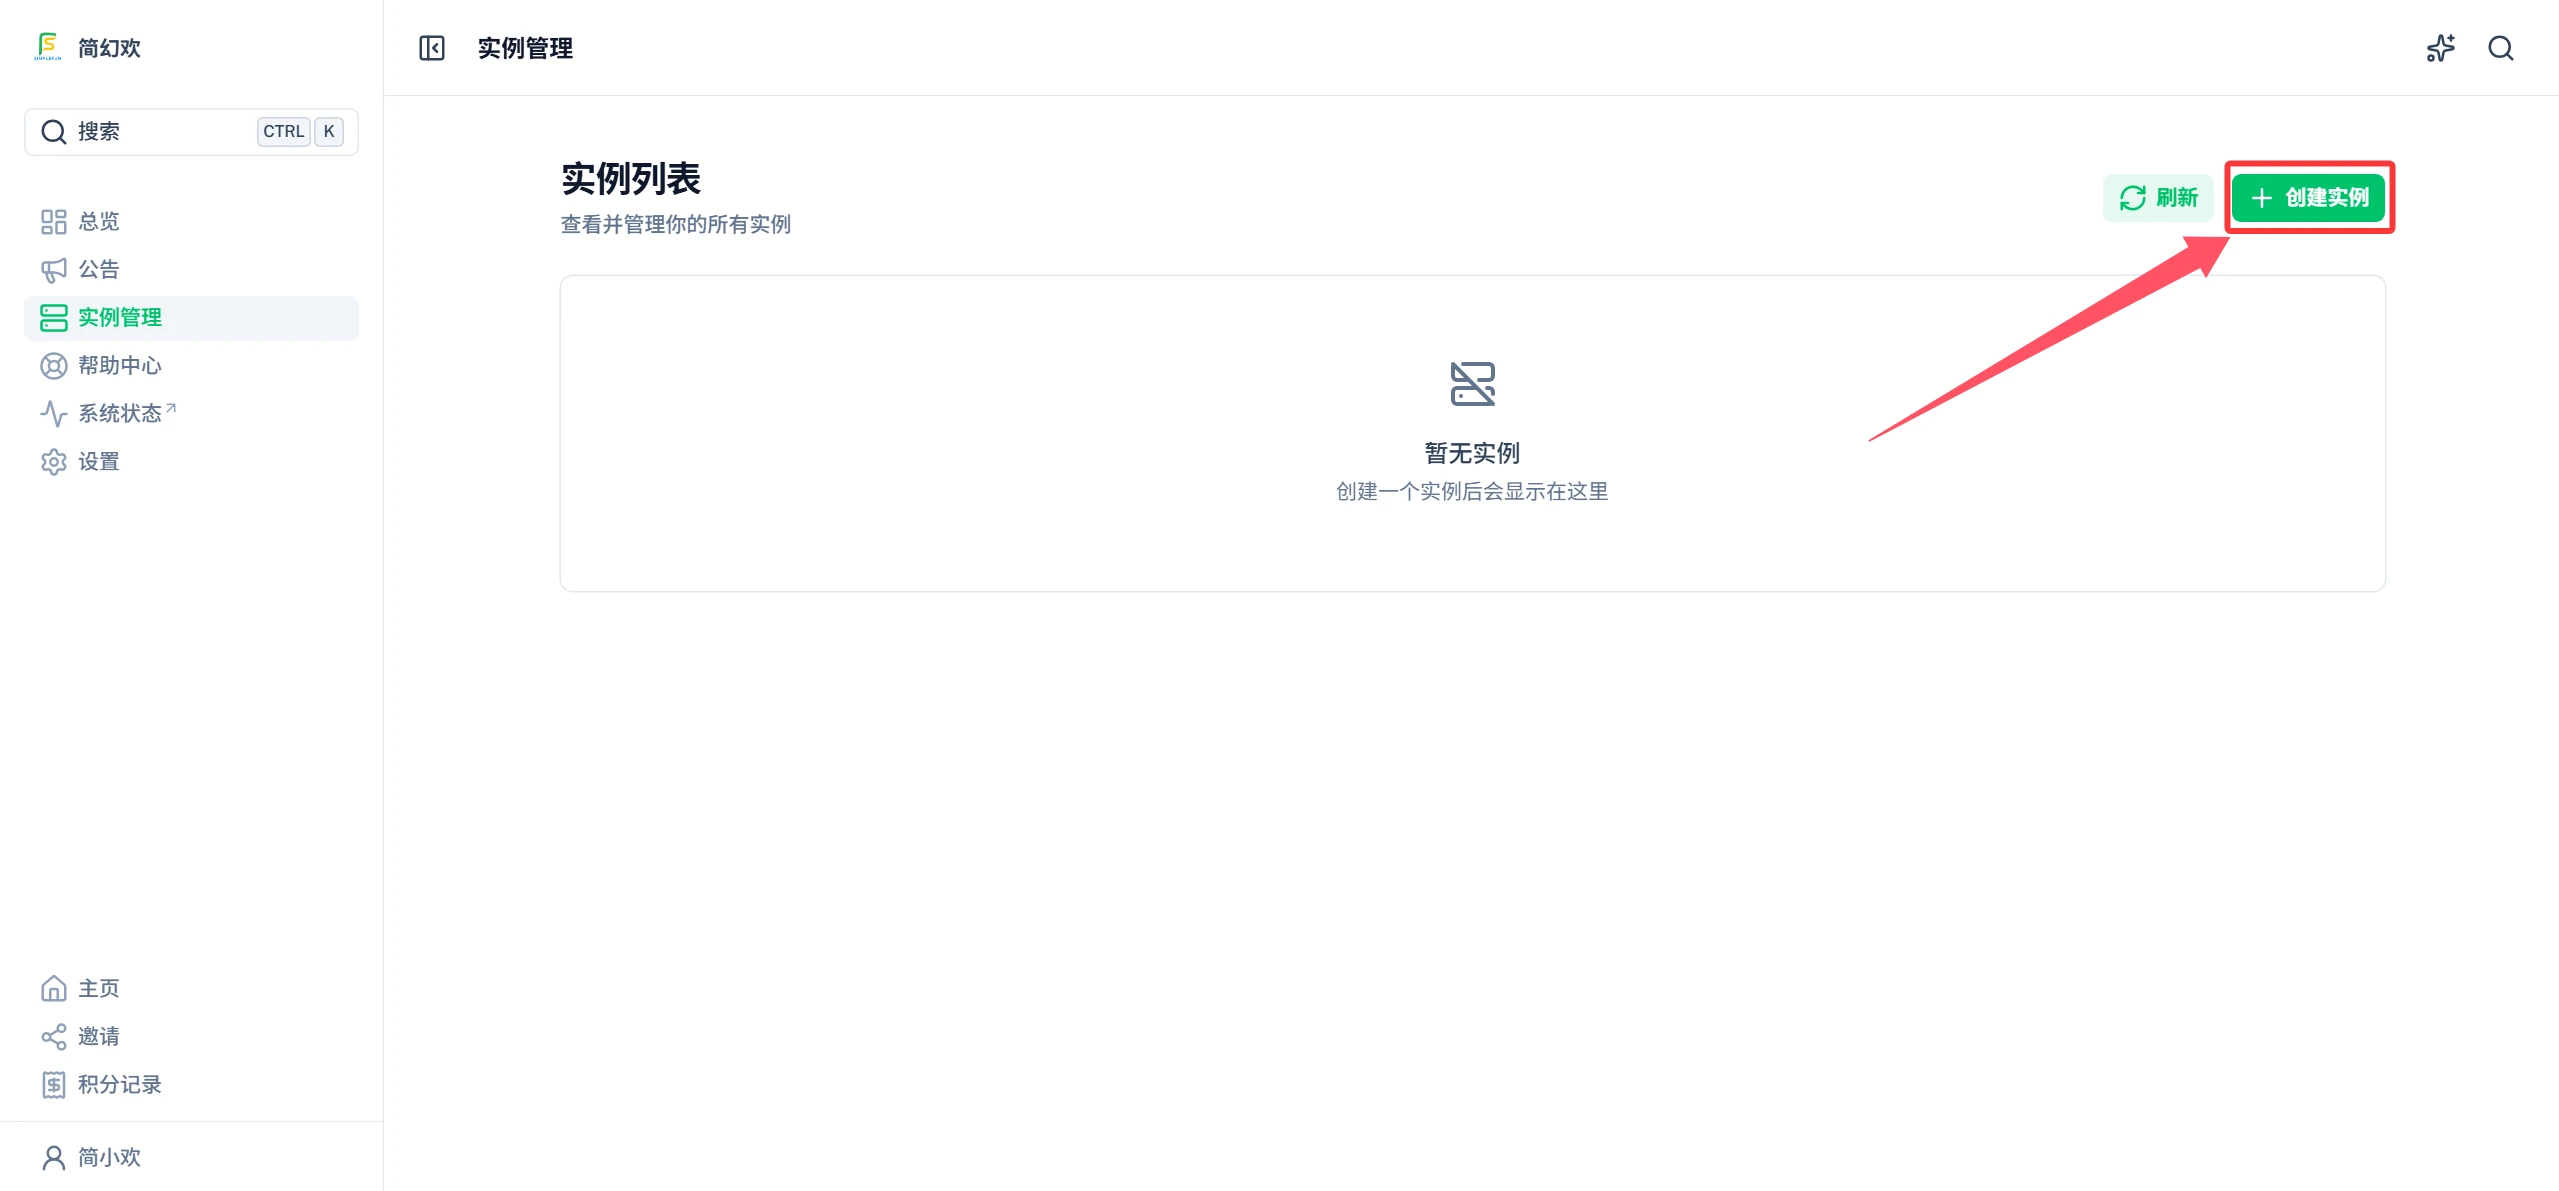 SIMPLEFUN
简幻欢
搜索
CTRL K
总览
公告
实例管理
帮助中心
系统状态
设置
主页
邀请
积分记录
简小欢
实例管理
实例列表
查看并管理你的所有实例
刷新
创建实例
暂无实例
创建一个实例后会显示在这里